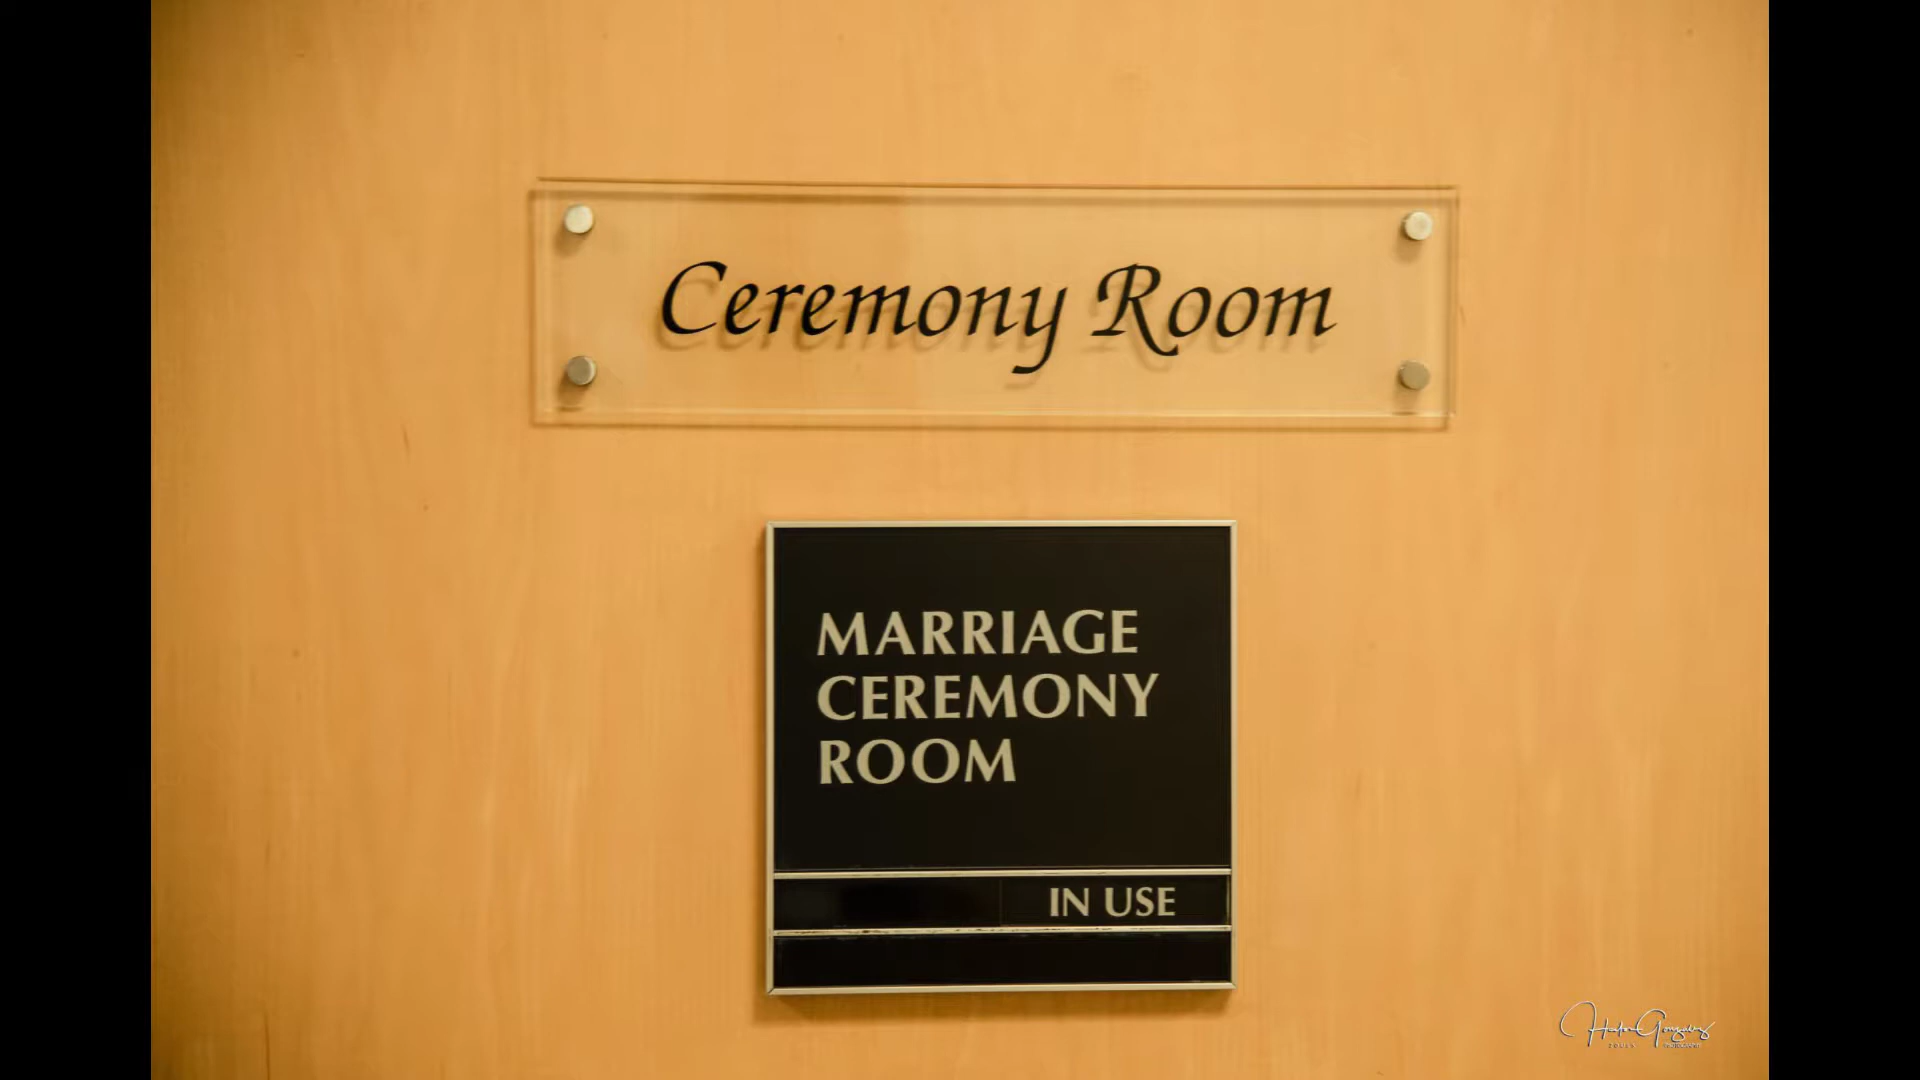 Ceremony Room
MARRIAGE
CEREMONY
ROOM
IN USE